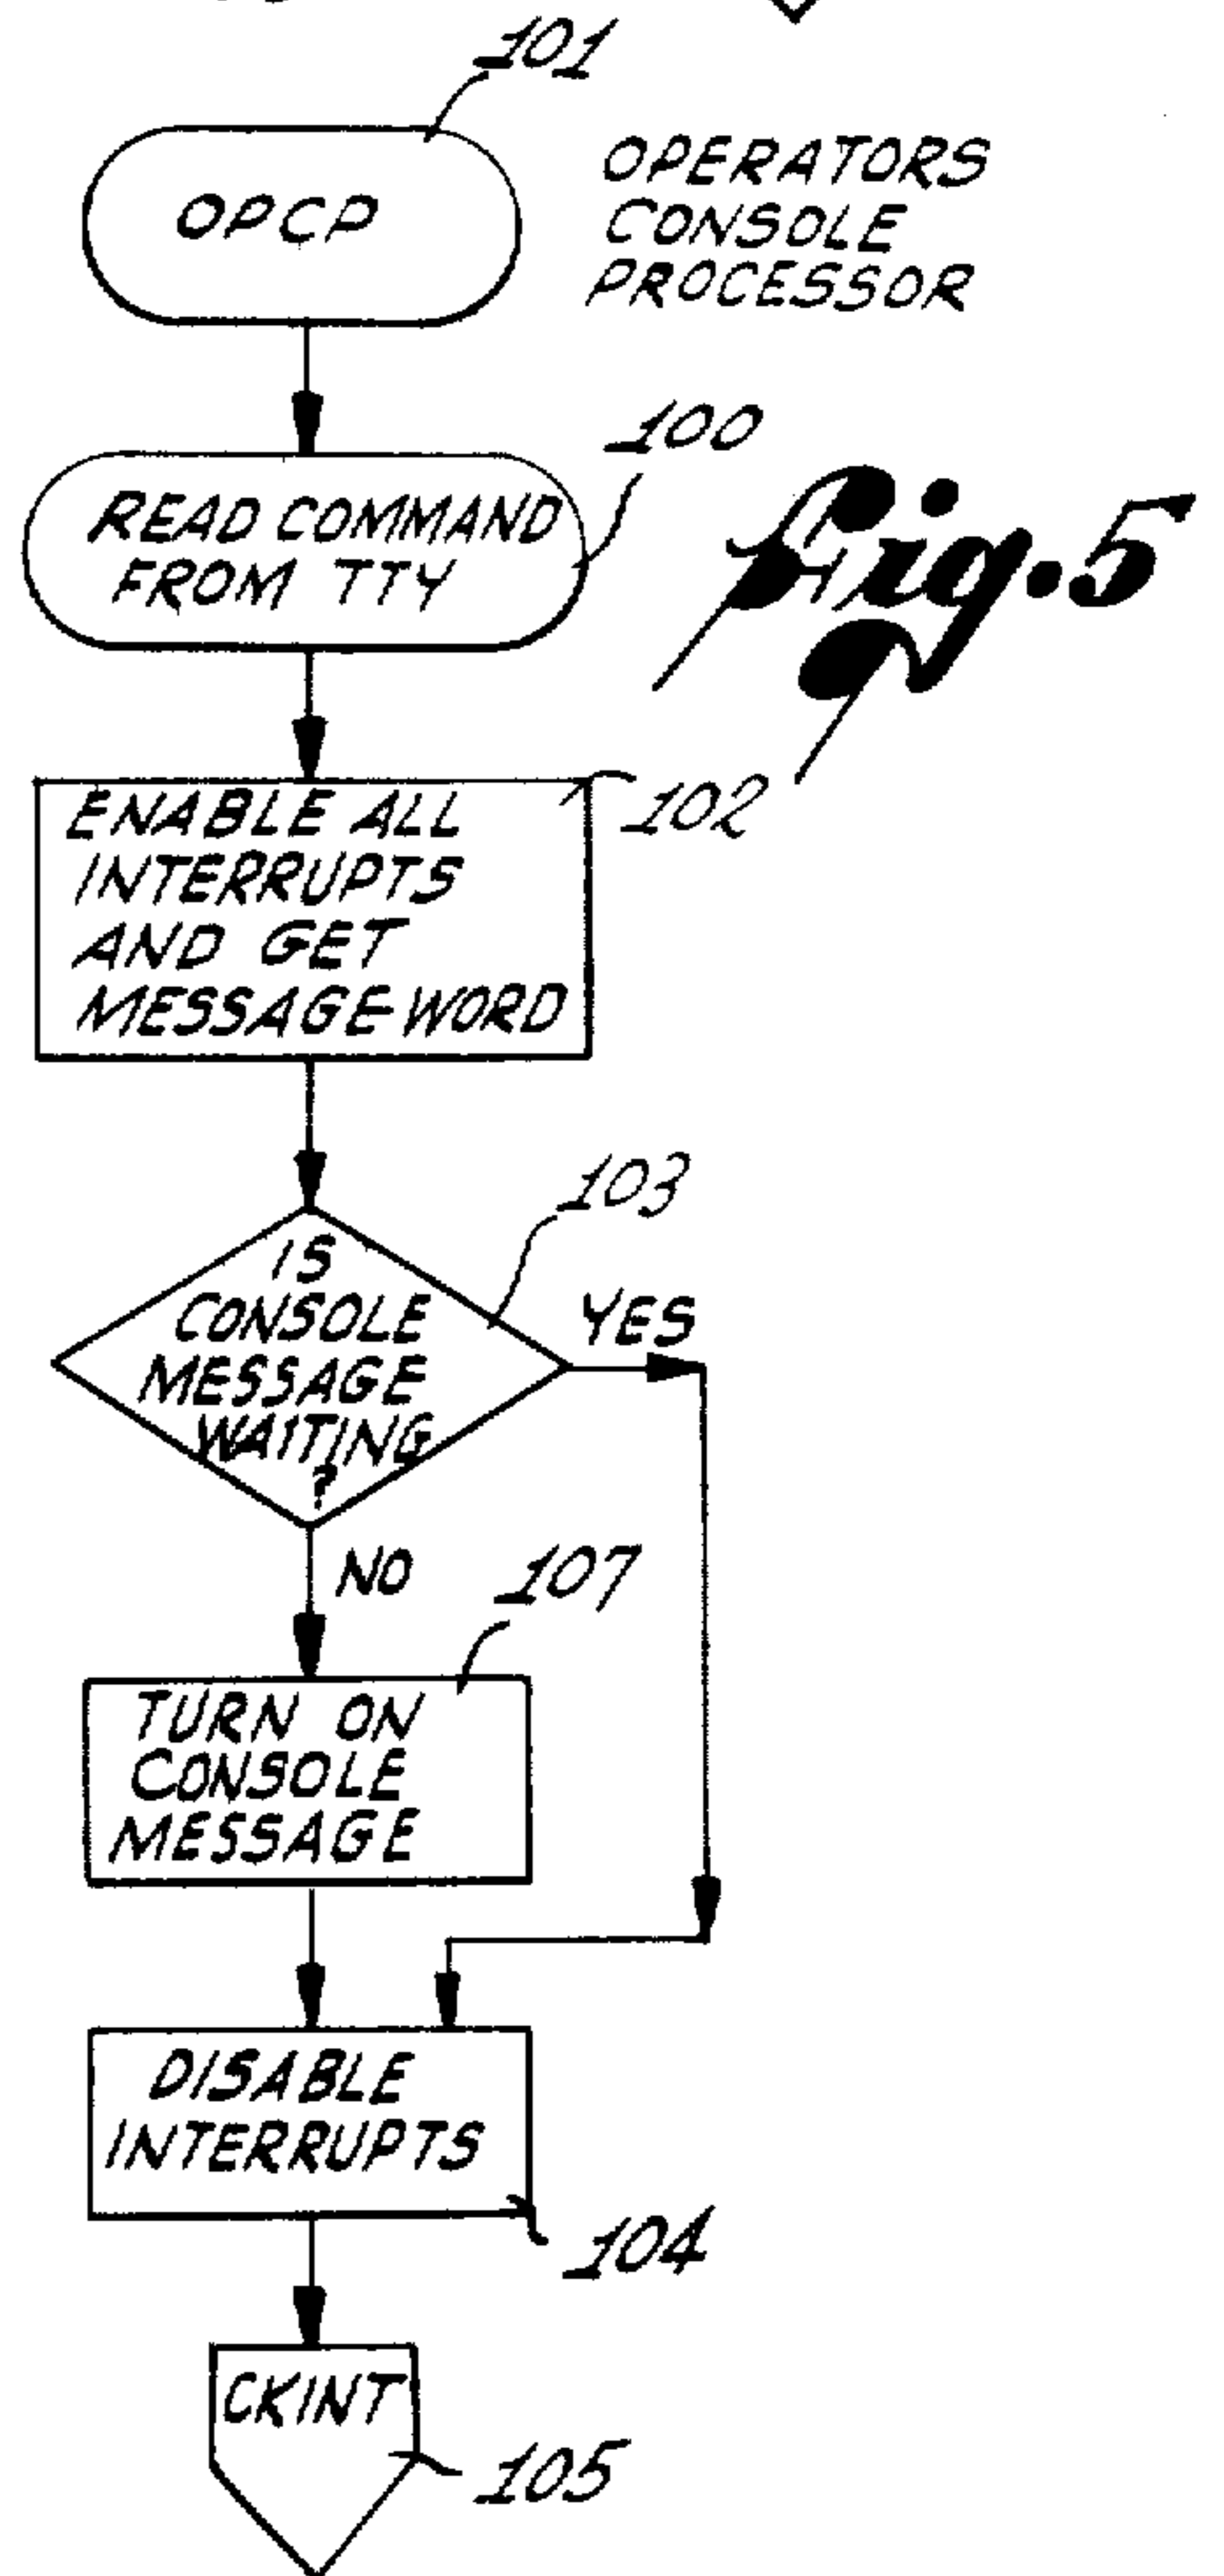 101
OPCP
OPERATORS
CONSOLE
PROCESSOR
100
READ COMMAND
FROM TTY
Fig. 5
102
ENABLE ALL
INTERRUPTS
AND GET
MESSAGE WORD
103
IS
CONSOLE
MESSAGE
WAITING
?
YES
NO
107
TURN ON
CONSOLE
MESSAGE
DISABLE
INTERRUPTS
104
CKINT
105